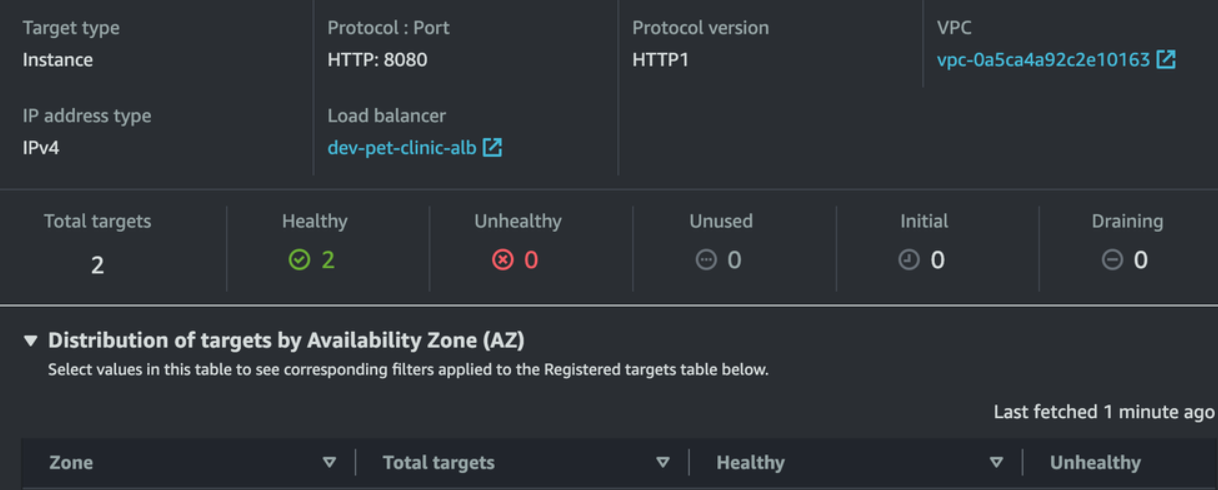 Target type
Protocol : Port
Protocol version
VPC
Instance
HTTP: 8080
HTTP1
vpc-0a5ca4a92c2e10163
IP address type
Load balancer
IPv4
dev-pet-clinic-alb
Total targets
Healthy
Unhealthy
Unused
Initial
Draining
2
2
0
0
0
0
Distribution of targets by Availability Zone (AZ)
Select values in this table to see corresponding filters applied to the Registered targets table below.
Last fetched 1 minute ago
Zone
Total targets
Healthy
Unhealthy